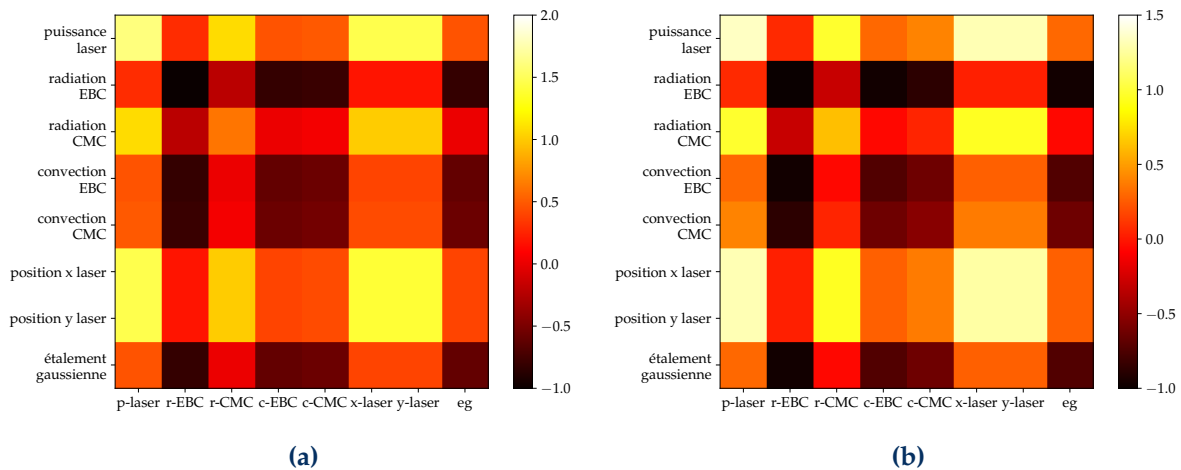 puissance
laser
radiation
EBC
radiation
CMC
convection
EBC
convection
CMC
position x laser
position y laser
étalement
gaussienne
p-laser r-EBC r-CMC c-EBC c-CMC x-laser y-laser eg
2.0
1.5
1.0
0.5
0.0
−0.5
−1.0
(a)
puissance
laser
radiation
EBC
radiation
CMC
convection
EBC
convection
CMC
position x laser
position y laser
étalement
gaussienne
p-laser r-EBC r-CMC c-EBC c-CMC x-laser y-laser eg
1.5
1.0
0.5
0.0
−0.5
−1.0
(b)